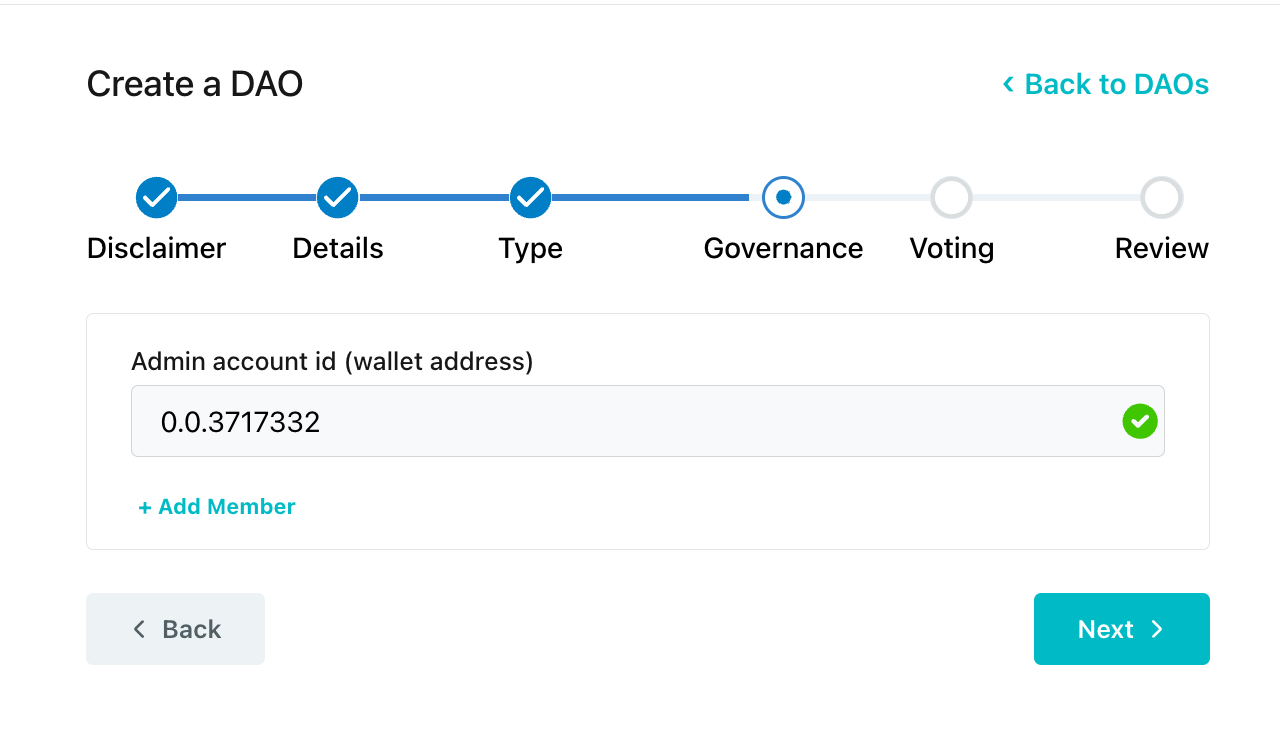 Create a DAO
Back to DAOs
Disclaimer
Details
Type
Governance
Voting
Review
Admin account id (wallet address)
0.0.3717332
+ Add Member
Back
Next